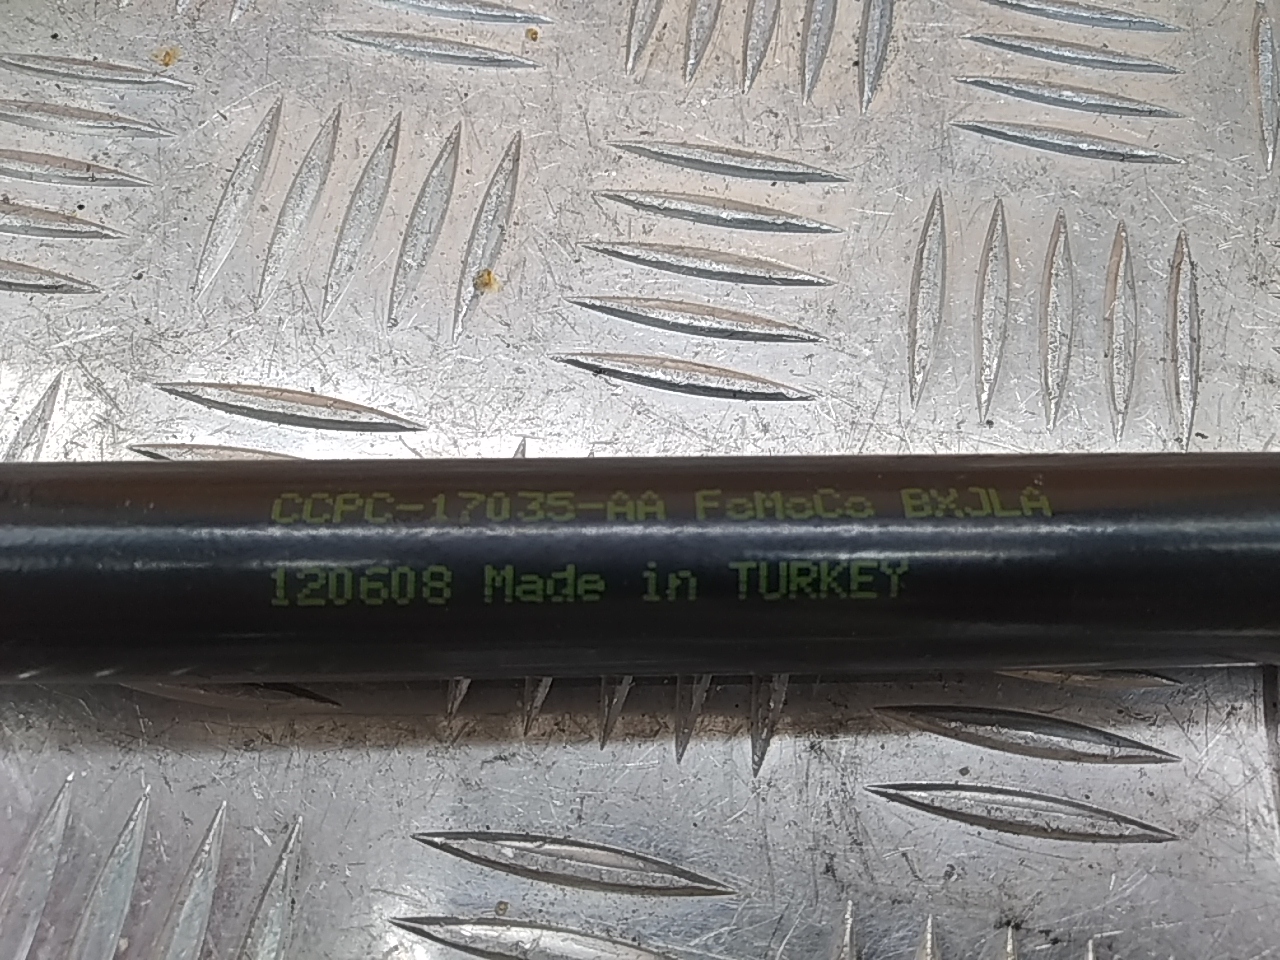 CCPC-17035-AA FoMoCo BXJLA
120608 Made in TURKEY